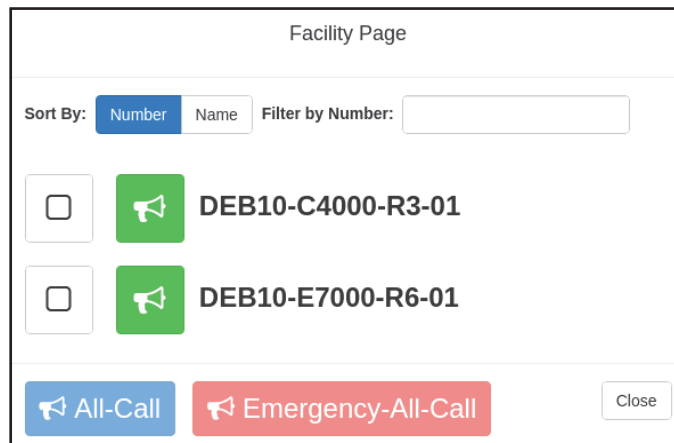 Facility Page
Sort By: Number Name Filter by Number:
DEB10-C4000-R3-01
DEB10-E7000-R6-01
All-Call Emergency-All-Call Close